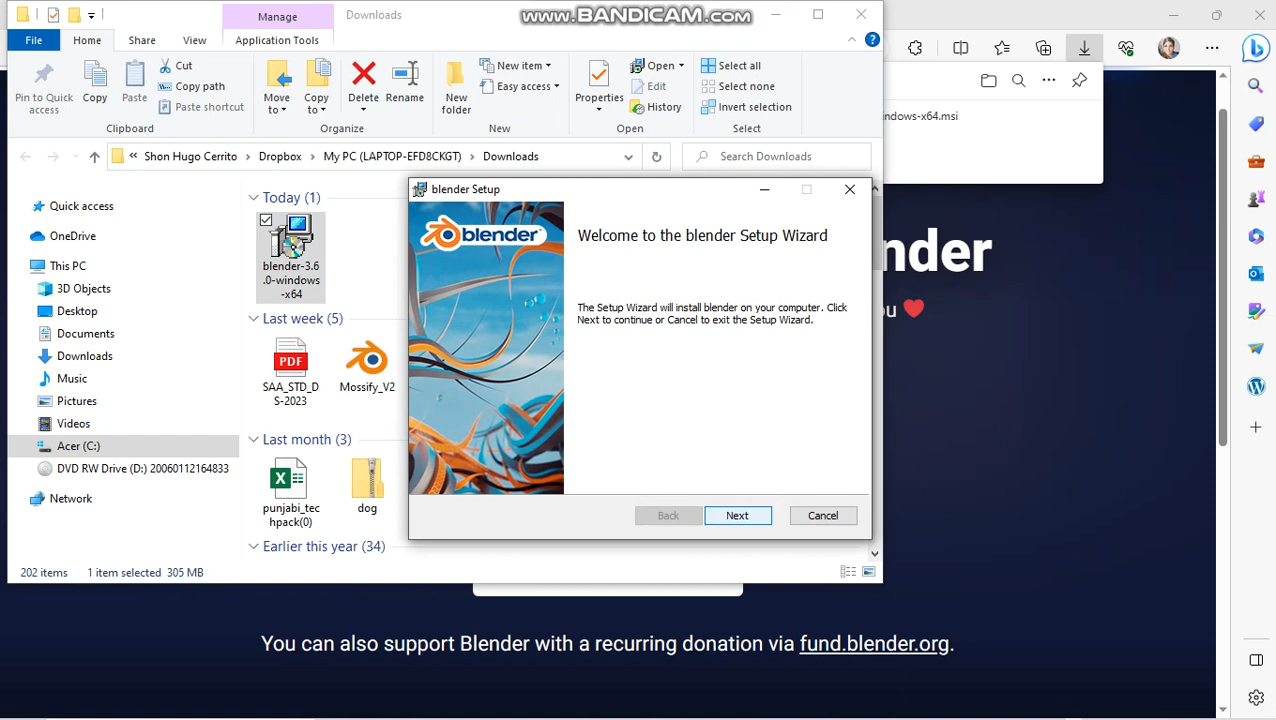 Manage
Downloads
www.BANDICAM.com
File
Home
Share
View
Application Tools
Pin to Quick access
Copy
Paste
Cut
Copy path
Paste shortcut
Clipboard
Move to
Copy to
Delete
Rename
Organize
New folder
New item
Easy access
New
Properties
Open
Edit
History
Open
Select all
Select none
Invert selection
Select
« Shon Hugo Cerrito > Dropbox > My PC (LAPTOP-EFD8CKGT) > Downloads
Search Downloads
ndows-x64.msi
Quick access
OneDrive
This PC
3D Objects
Desktop
Documents
Downloads
Music
Pictures
Videos
Acer (C:)
DVD RW Drive (D:) 20060112164833
Network
Today (1)
blender-3.6
.0-windows
-x64
Last week (5)
PDF
SAA_STD_D
S-2023
Mossify_V2
Last month (3)
punjabi_tec
hpack(0)
dog
Earlier this year (34)
202 items
1 item selected 305 MB
blender Setup
blender
Welcome to the blender Setup Wizard
The Setup Wizard will install blender on your computer. Click
Next to continue or Cancel to exit the Setup Wizard.
Back
Next
Cancel
nder
ou
You can also support Blender with a recurring donation via fund.blender.org.